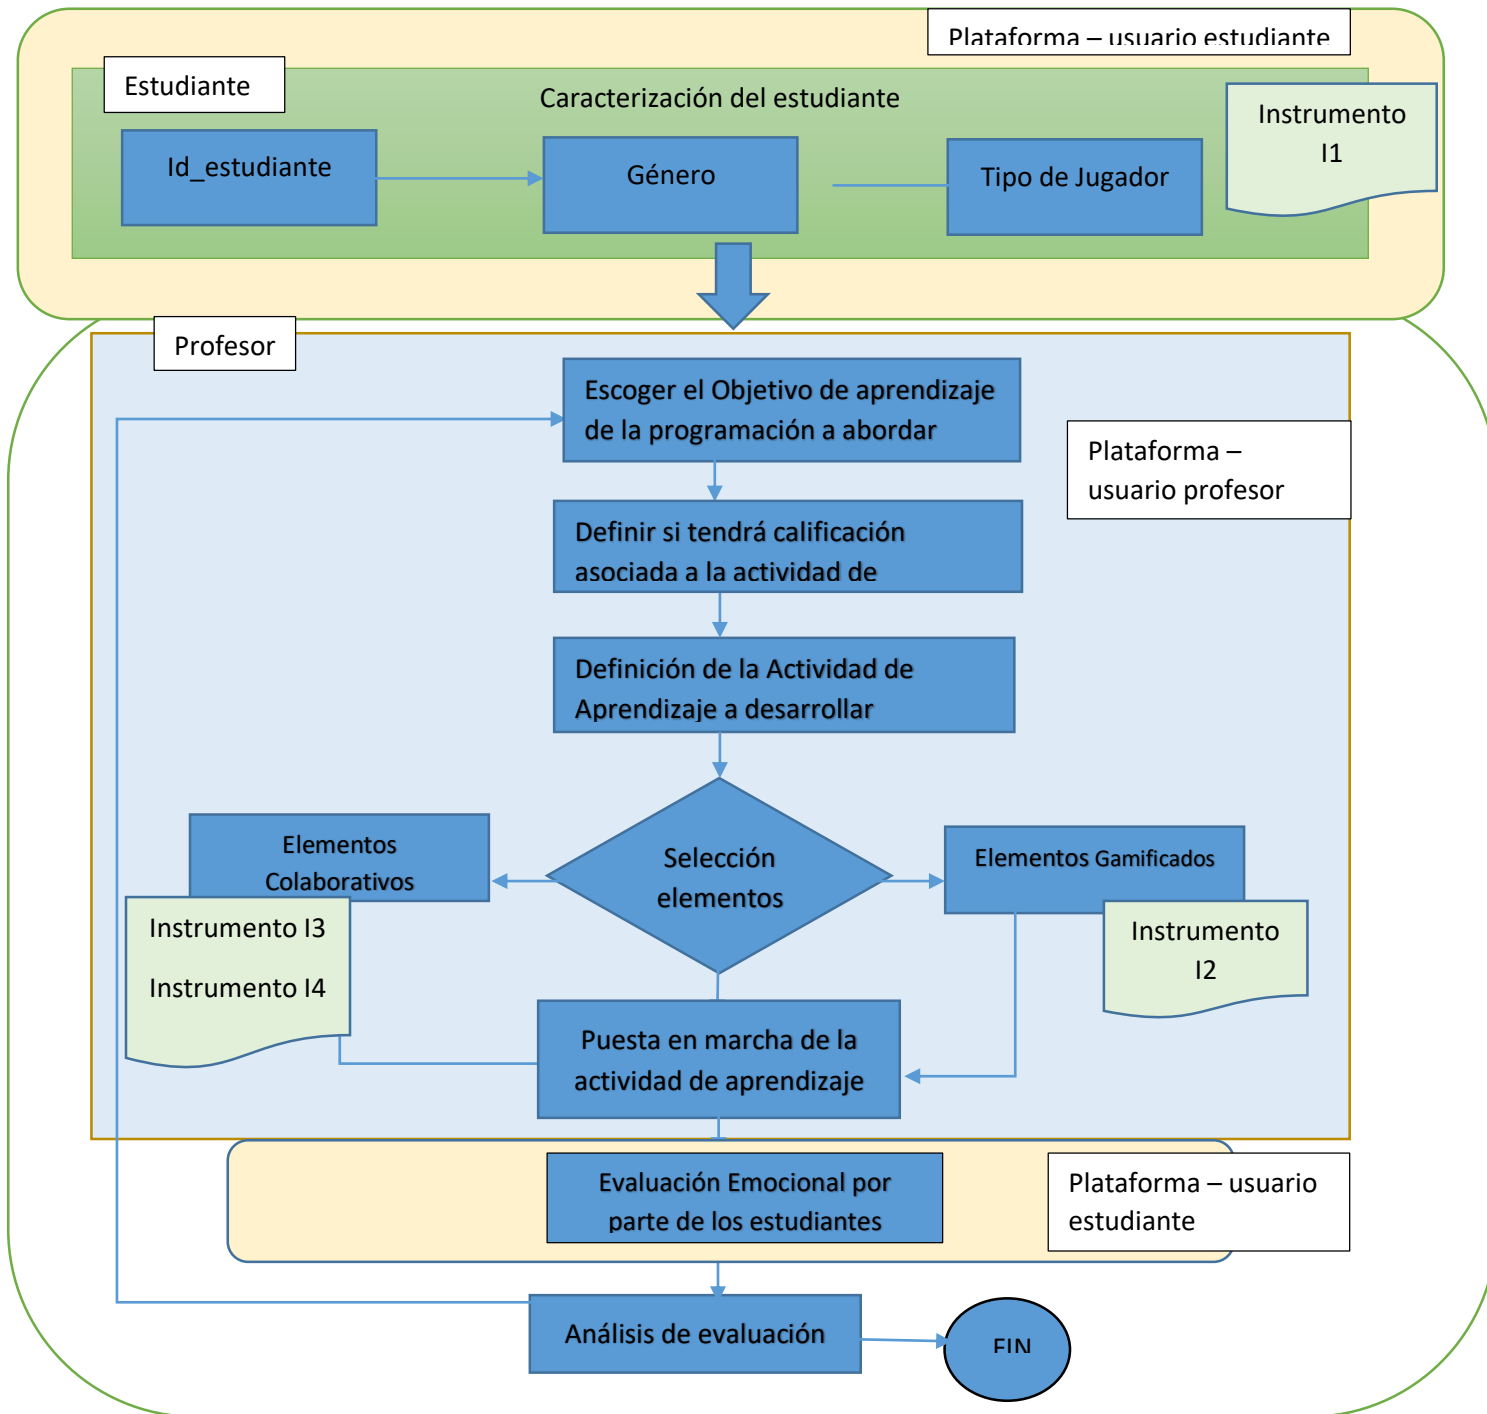 Plataforma – usuario estudiante
Estudiante
Caracterización del estudiante
Instrumento
I1
Id_estudiante
Género
Tipo de Jugador
Profesor
Escoger el Objetivo de aprendizaje
de la programación a abordar
Plataforma –
usuario profesor
Definir si tendrá calificación
asociada a la actividad de
Definición de la Actividad de
Aprendizaje a desarrollar
Elementos
Colaborativos
Selección
elementos
Elementos Gamificados
Instrumento I3
Instrumento I4
Instrumento
I2
Puesta en marcha de la
actividad de aprendizaje
Evaluación Emocional por
parte de los estudiantes
Plataforma – usuario
estudiante
Análisis de evaluación
FIN